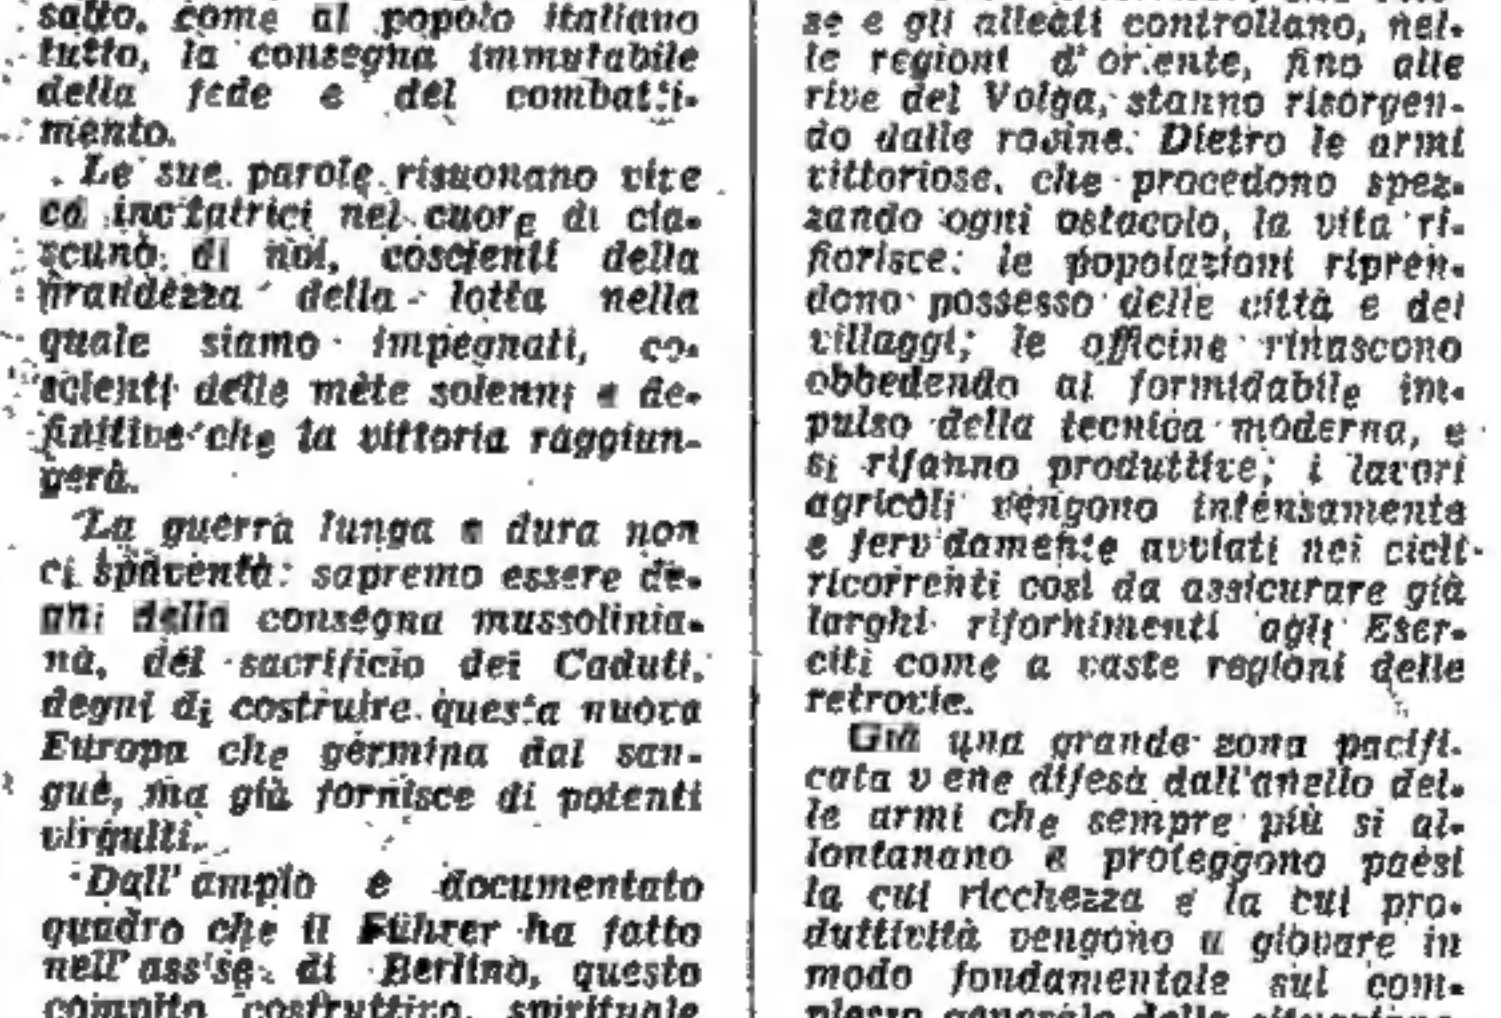 salto, come al popolo italiano
tutto, la consegna immutabile
della fede e del combatti-
mento.
Le sue parole risuonano vive
ed incitatrici nel cuore di cia-
scuno di noi, coscienti della
grandezza della lotta nella
quale siamo impegnati, co-
scienti delle mète solenni e de-
finitive che la vittoria raggiun-
gerà.
La guerra lunga e dura non
ci spaventa: sapremo essere de-
gni della consegna mussolinia-
na, del sacrificio dei Caduti,
degni di costruire questa nuova
Europa che germina dal san-
gue, ma già fornisce di potenti
virgulti.
Dall'ampio e documentato
quadro che il Führer ha fatto
nell'assise di Berlino, questo
compito costruttivo, spirituale
se e gli alleati controllano, nel-
le regioni d'oriente, fino alle
rive del Volga, stanno risorgen-
do dalle rovine. Dietro le armi
vittoriose, che procedono spez-
zando ogni ostacolo, la vita ri-
fiorisce: le popolazioni ripren-
dono possesso delle città e dei
villaggi; le officine rinascono
obbedendo al formidabile im-
pulso della tecnica moderna, e
si rifanno produttive; i lavori
agricoli vengono intensamente
e fervidamente avviati nei cicli
ricorrenti così da assicurare già
larghi rifornimenti agli Eser-
citi come a vaste regioni delle
retrovie.
Già una grande zona pacifi-
cata viene difesa dall'anello del-
le armi che sempre più si al-
lontanano e proteggono paesi
la cui ricchezza e la cui pro-
duttività vengono a giovare in
modo fondamentale sul com-
plesso generale della situazione